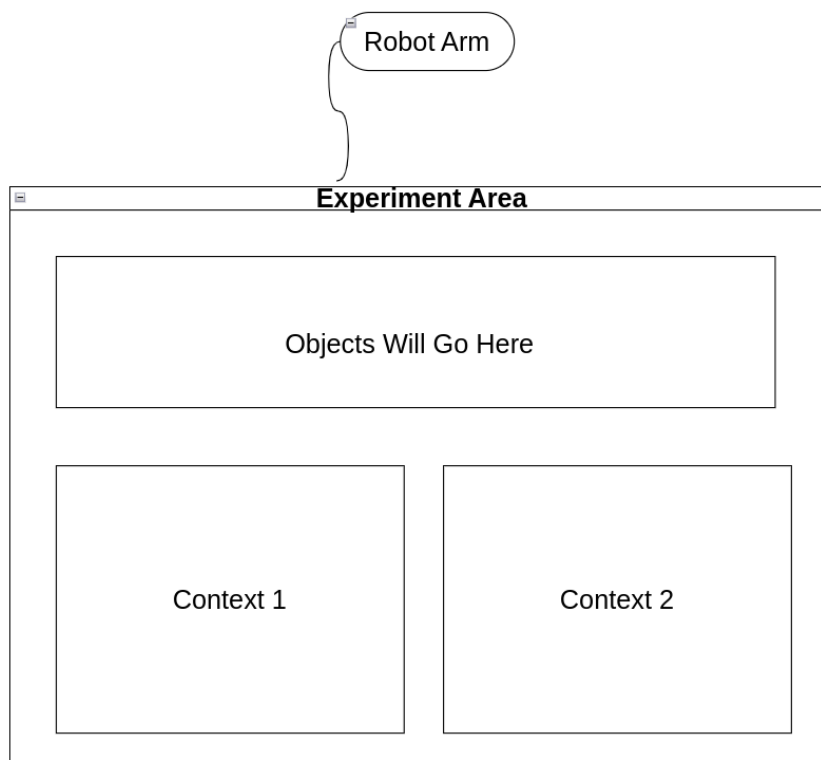 Robot Arm
Experiment Area
Objects Will Go Here
Context 1
Context 2